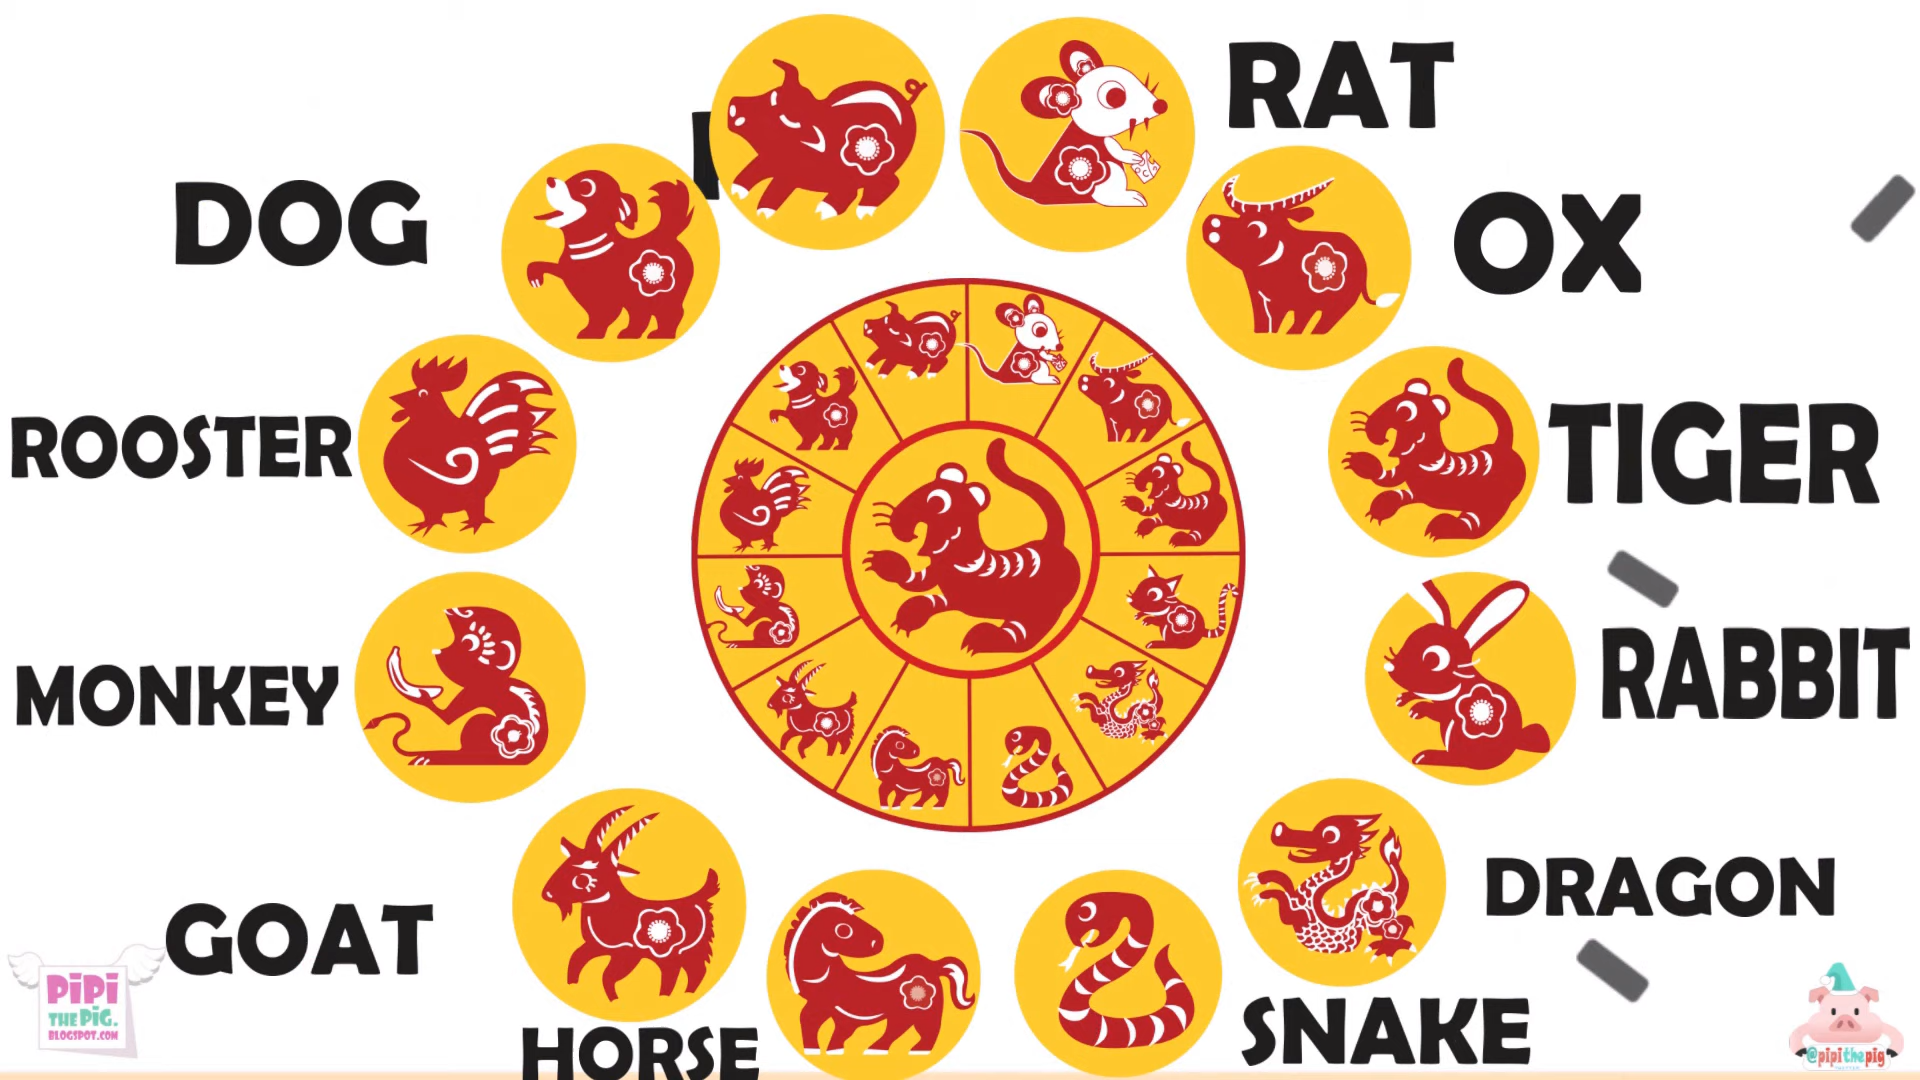 RAT
OX
DOG
TIGER
ROOSTER
RABBIT
MONKEY
DRAGON
GOAT
SNAKE
HORSE
PiPi
THE PiG.
BLOGSPOT.COM
@pipithepig